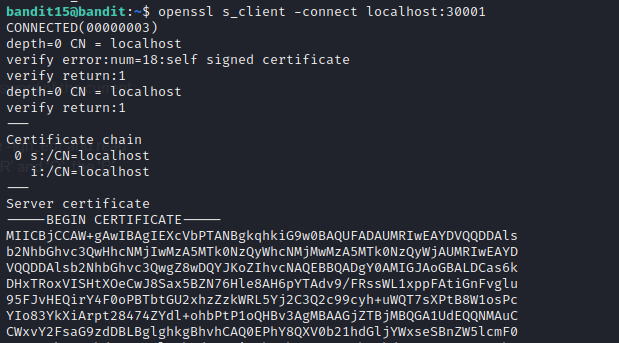 bandit15@bandit:~$ openssl s_client -connect localhost:30001
CONNECTED(00000003)
depth=0 CN = localhost
verify error:num=18:self signed certificate
verify return:1
depth=0 CN = localhost
verify return:1
---
Certificate chain
 0 s:/CN=localhost
   i:/CN=localhost
---
Server certificate
-----BEGIN CERTIFICATE-----
MIICBjCCAW+gAwIBAgIEXcVbPTANBgkqhkiG9w0BAQUFADAUMRIwEAYDVQQDDAls
b2NhbGhvc3QwHhcNMjIwMzA5MTk0NzQyWhcNMjMwMzA5MTk0NzQyWjAUMRIwEAYD
VQQDDAlsb2NhbGhvc3QwgZ8wDQYJKoZIhvcNAQEBBQADgY0AMIGJAoGBALDCas6k
DHxTRoxVISHtXOeCwJ8Sax5BZN76Hle8AH6pYTAdv9/FRssWL1xppFAtiGnFvglu
95FJvHEQirY4F0oPBTbtGU2xhzZzkWRL5Yj2C3Q2c99cyh+uWQT7sXPtB8W1osPc
YIo83YkXiArpt28474ZYdl+ohbPtP1oQHBv3AgMBAAGjZTBjMBQGA1UdEQQNMAuC
CWxvY2FsaG9zdDBLBglghkgBhvhCAQ0EPhY8QXV0b21hdGljYWxseSBnZW5lcmF0